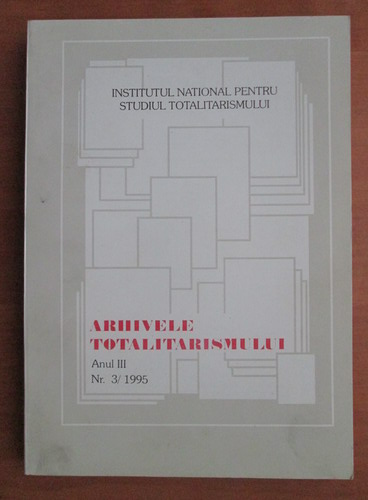 INSTITUTUL NATIONAL PENTRU
STUDIUL TOTALITARISMULUI
ARHIVELE
TOTALITARISMULUI
Anul III
Nr. 3/ 1995